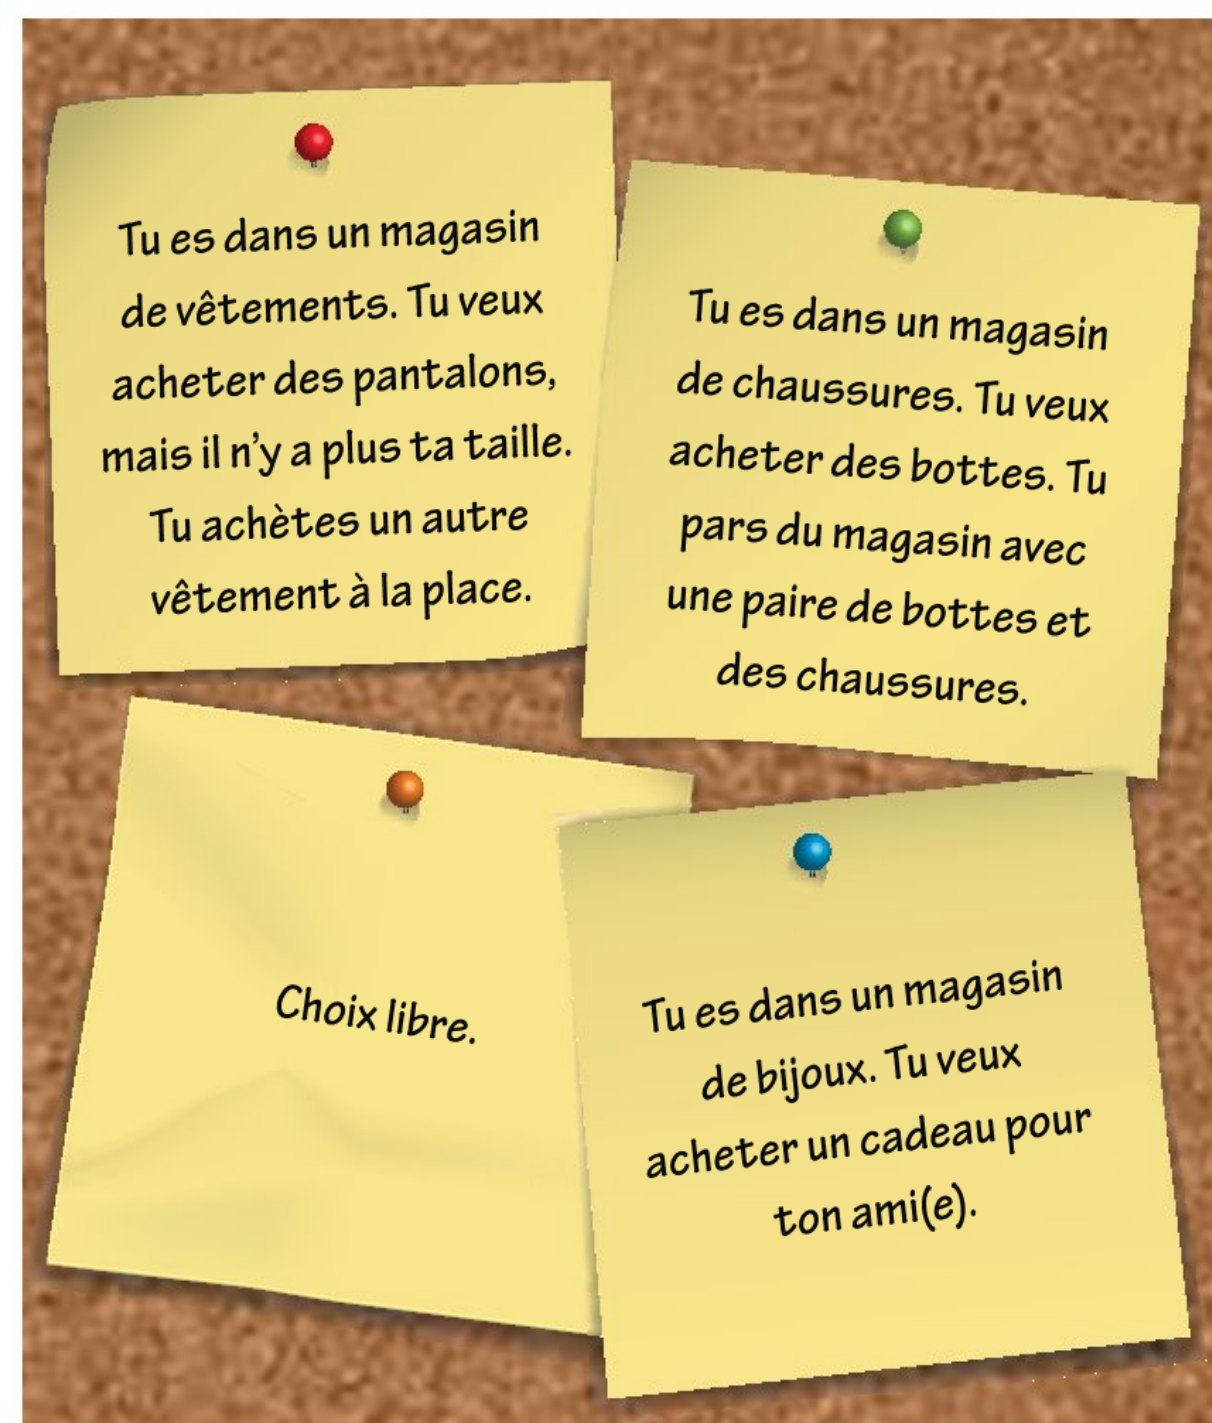 Tu es dans un magasin
de vêtements. Tu veux
acheter des pantalons,
mais il n'y a plus ta taille.
Tu achètes un autre
vêtement à la place.
Tu es dans un magasin
de chaussures. Tu veux
acheter des bottes. Tu
pars du magasin avec
une paire de bottes et
des chaussures.
Choix libre.
Tu es dans un magasin
de bijoux. Tu veux
acheter un cadeau pour
ton ami(e).